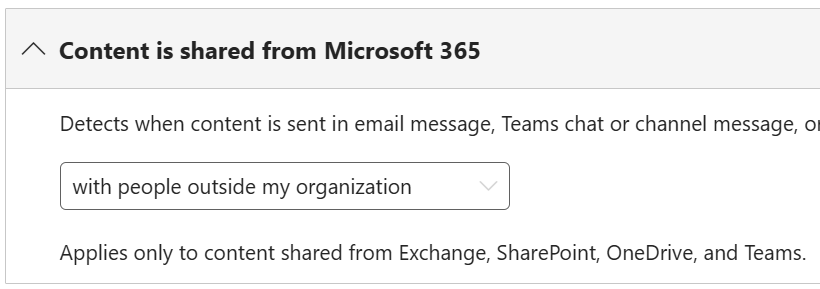 Content is shared from Microsoft 365
Detects when content is sent in email message, Teams chat or channel message, or
with people outside my organization
Applies only to content shared from Exchange, SharePoint, OneDrive, and Teams.